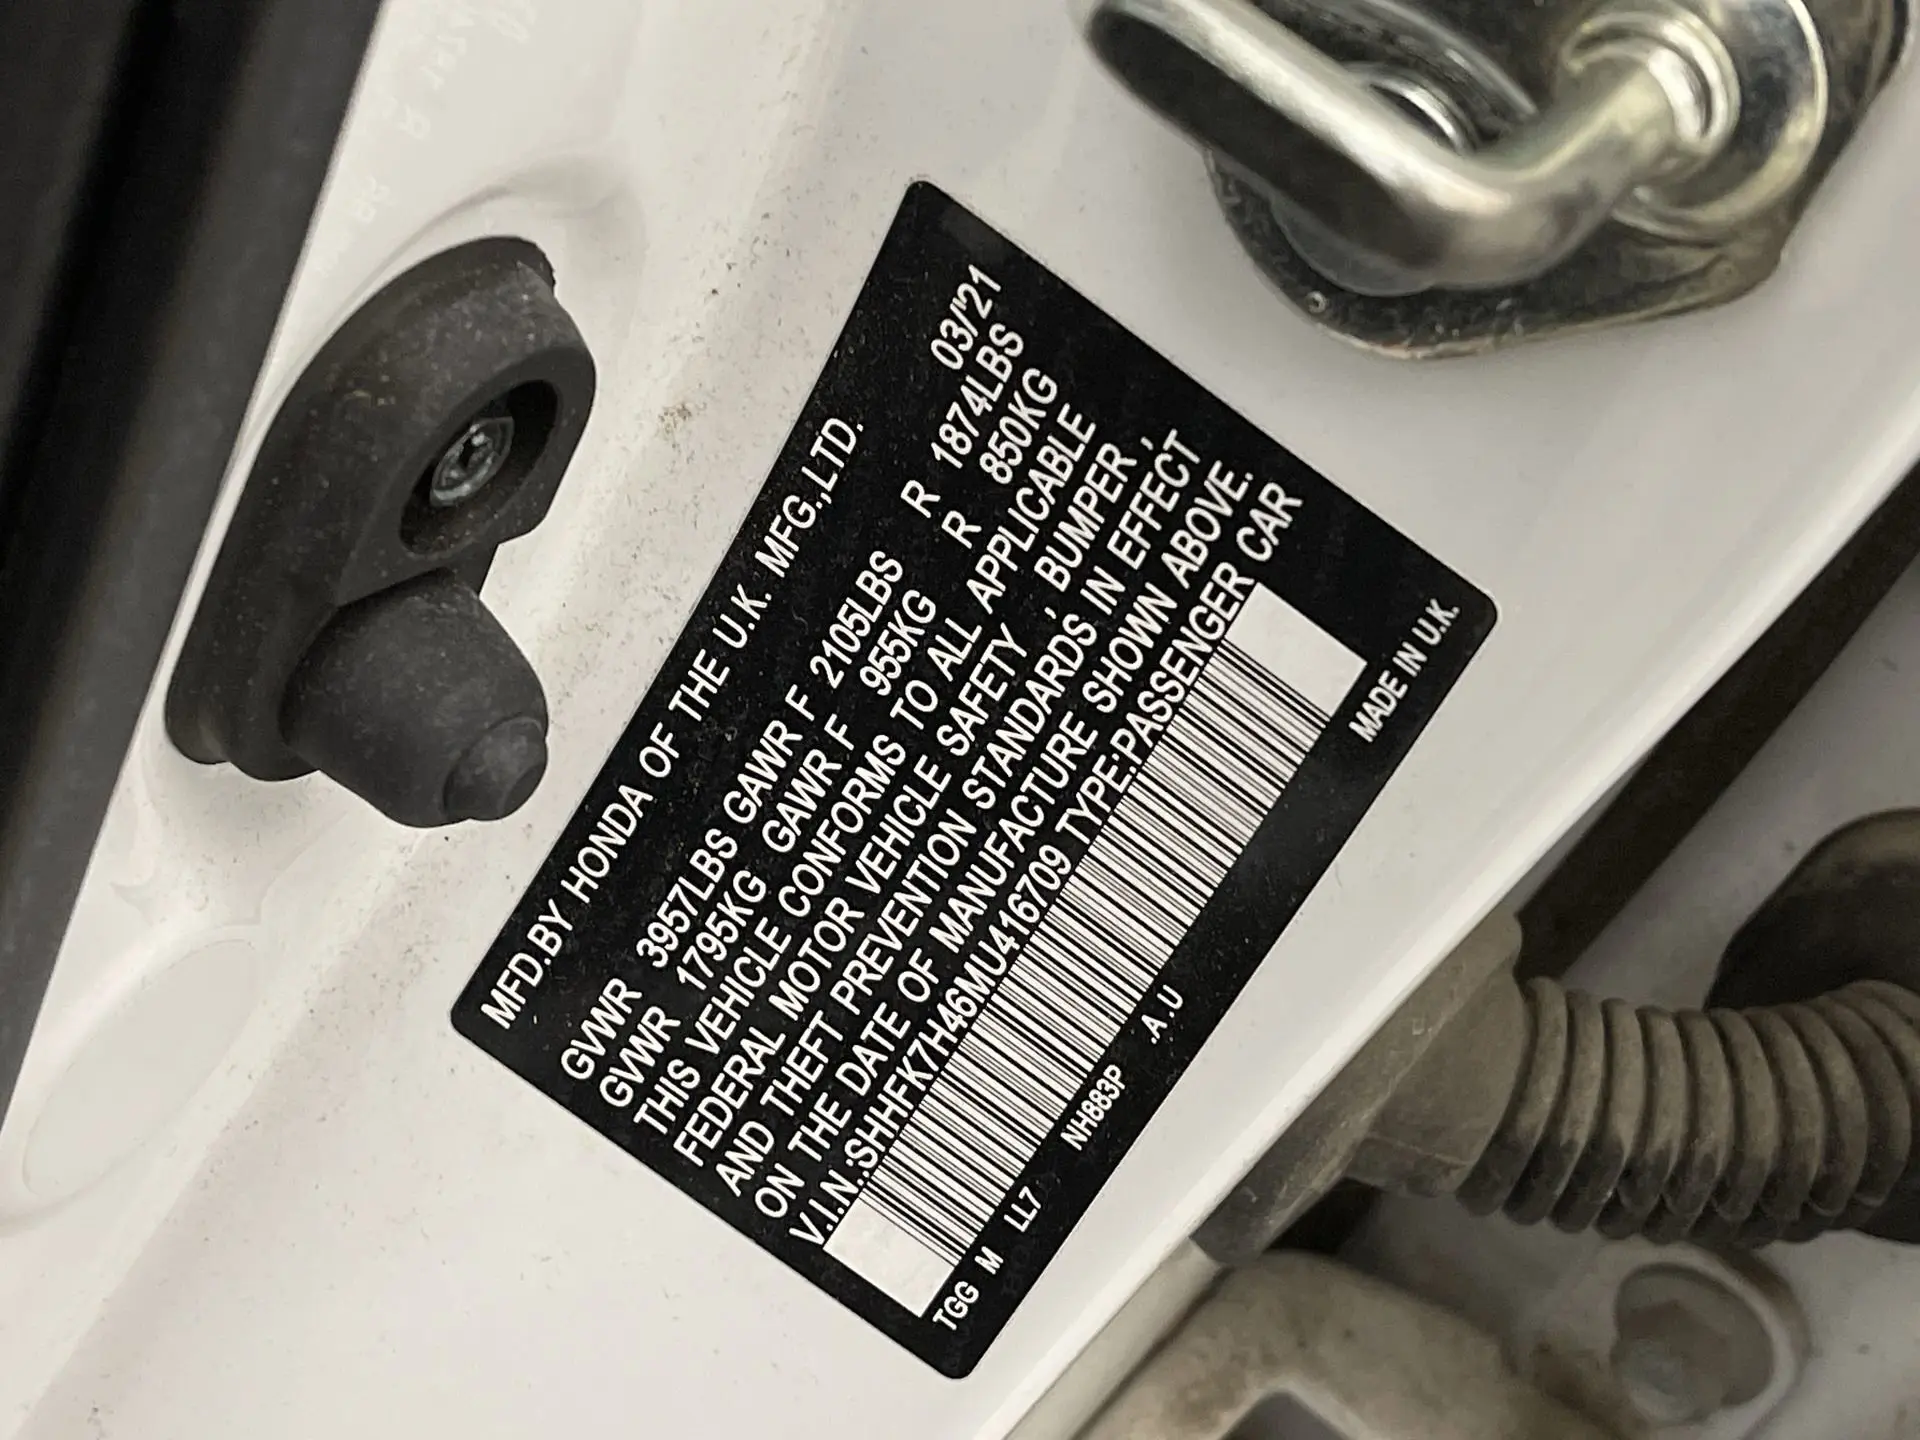 MFD.BY HONDA OF THE U.K. MFG.,LTD. 03/'21
GVWR 3957LBS GAWR F 2105LBS R 1874LBS
GVWR 1795KG GAWR F 955KG R 850KG
THIS VEHICLE CONFORMS TO ALL APPLICABLE
FEDERAL MOTOR VEHICLE SAFETY , BUMPER ,
AND THEFT PREVENTION STANDARDS IN EFFECT
ON THE DATE OF MANUFACTURE SHOWN ABOVE.
V.I.N.:SHHFK7H46MU416709 TYPE:PASSENGER CAR
TGG M LL7 NH883P .A.U MADE IN U.K.